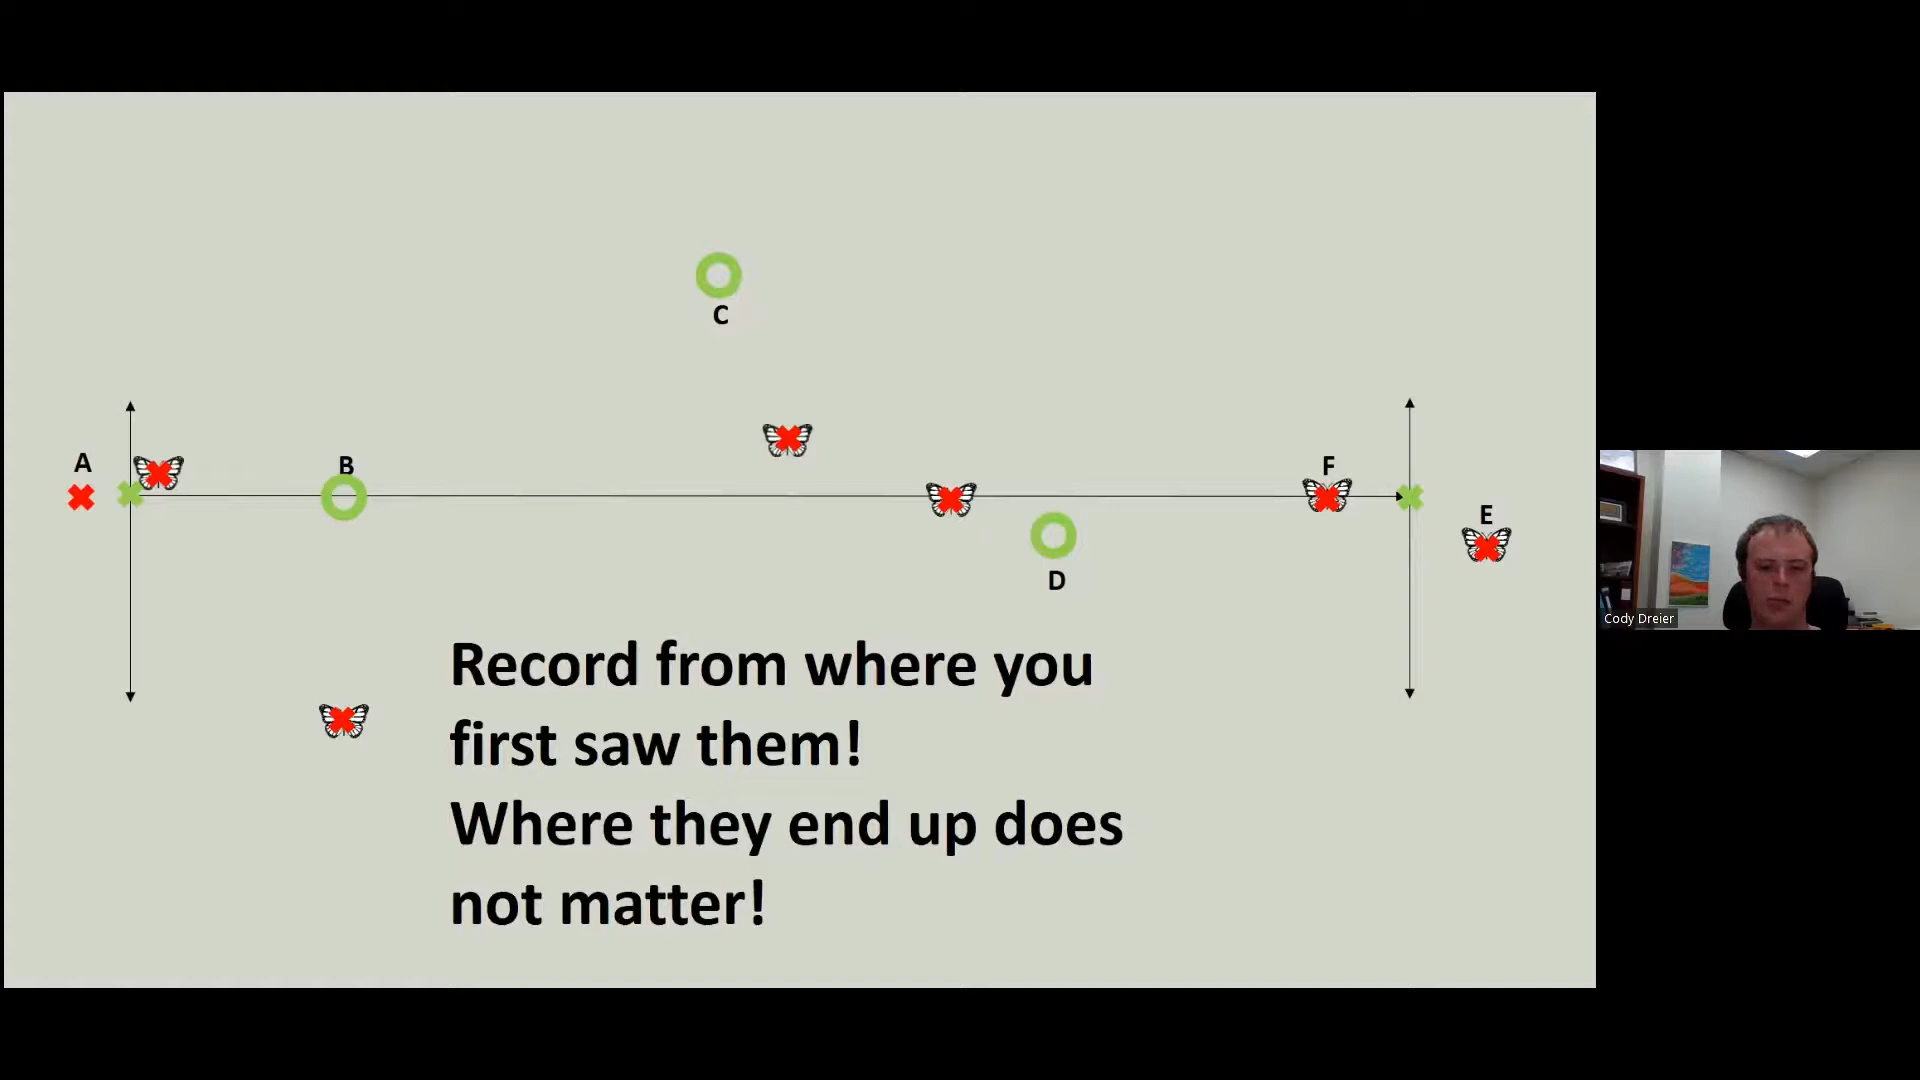 C
A
B
F
E
D
Record from where you
first saw them!
Where they end up does
not matter!
Cody Dreier